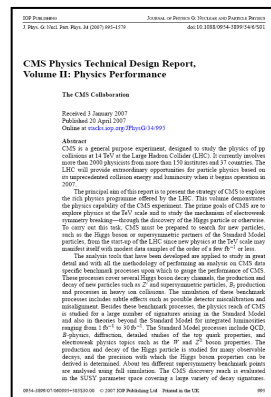 IOP PUBLISHING JOURNAL OF PHYSICS G: NUCLEAR AND PARTICLE PHYSICS
J. Phys. G: Nucl. Part. Phys. 34 (2007) 995–1579 doi:10.1088/0954-3899/34/6/S01
CMS Physics Technical Design Report,
Volume II: Physics Performance
The CMS Collaboration
Received 3 January 2007
Published 20 April 2007
Online at stacks.iop.org/JPhysG/34/995
Abstract
CMS is a general purpose experiment, designed to study the physics of pp
collisions at 14 TeV at the Large Hadron Collider (LHC). It currently involves
more than 2000 physicists from more than 150 institutes and 37 countries. The
LHC will provide extraordinary opportunities for particle physics based on
its unprecedented collision energy and luminosity when it begins operation in
2007.
The principal aim of this report is to present the strategy of CMS to explore
the rich physics programme offered by the LHC. This volume demonstrates
the physics capability of the CMS experiment. The prime goals of CMS are to
explore physics at the TeV scale and to study the mechanism of electroweak
symmetry breaking—through the discovery of the Higgs particle or otherwise.
To carry out this task, CMS must be prepared to search for new particles,
such as the Higgs boson or supersymmetric partners of the Standard Model
particles, from the start-up of the LHC since new physics at the TeV scale may
manifest itself with modest data samples of the order of a few fb⁻¹ or less.
The analysis tools that have been developed are applied to study in great
detail and with all the methodology of performing an analysis on CMS data
specific benchmark processes upon which to gauge the performance of CMS.
These processes cover several Higgs boson decay channels, the production and
decay of new particles such as Z′ and supersymmetric particles, Bₛ production
and processes in heavy ion collisions. The simulation of these benchmark
processes includes subtle effects such as possible detector miscalibration and
misalignment. Besides these benchmark processes, the physics reach of CMS
is studied for a large number of signatures arising in the Standard Model
and also in theories beyond the Standard Model for integrated luminosities
ranging from 1 fb⁻¹ to 30 fb⁻¹. The Standard Model processes include QCD,
B-physics, diffraction, detailed studies of the top quark properties, and
electroweak physics topics such as the W and Z⁰ boson properties. The
production and decay of the Higgs particle is studied for many observable
decays, and the precision with which the Higgs boson properties can be
derived is determined. About ten different supersymmetry benchmark points
are analysed using full simulation. The CMS discovery reach is evaluated
in the SUSY parameter space covering a large variety of decay signatures.
0954-3899/07/060995+585$30.00 © 2007 IOP Publishing Ltd Printed in the UK 995